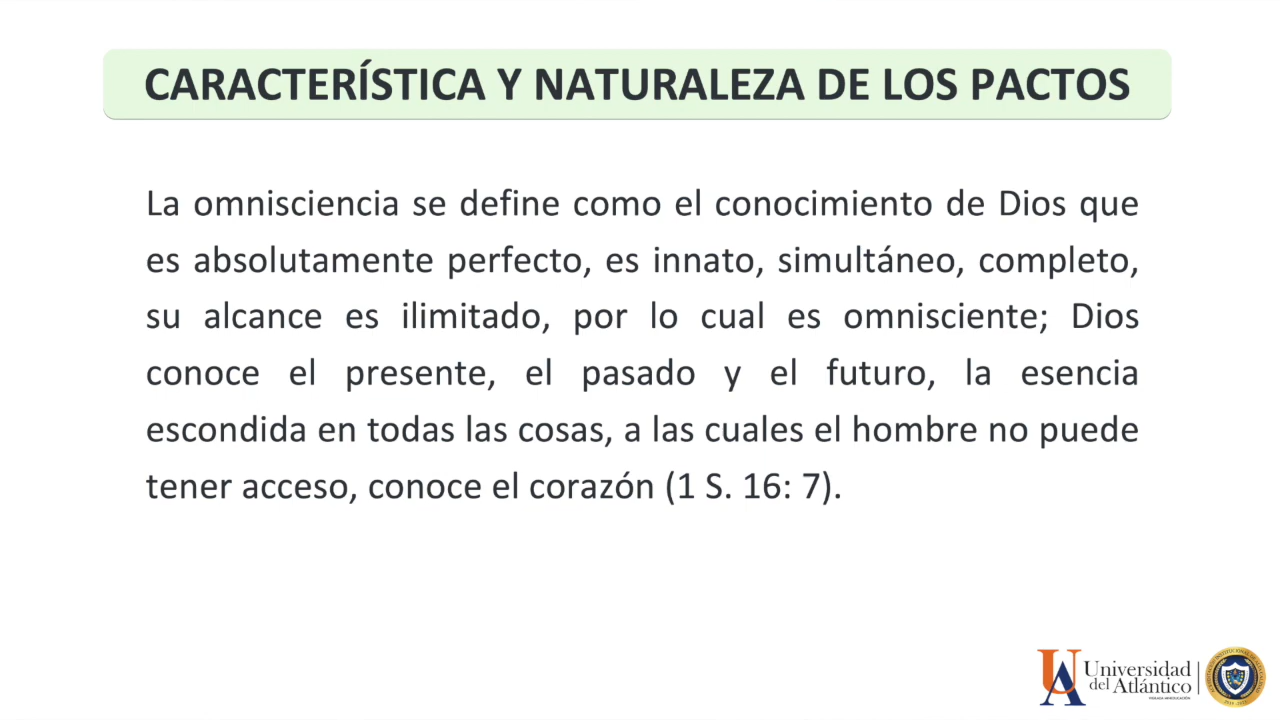 CARACTERÍSTICA Y NATURALEZA DE LOS PACTOS
La omnisciencia se define como el conocimiento de Dios que
es absolutamente perfecto, es innato, simultáneo, completo,
su alcance es ilimitado, por lo cual es omnisciente; Dios
conoce el presente, el pasado y el futuro, la esencia
escondida en todas las cosas, a las cuales el hombre no puede
tener acceso, conoce el corazón (1 S. 16: 7).
UA
Universidad
del Atlántico